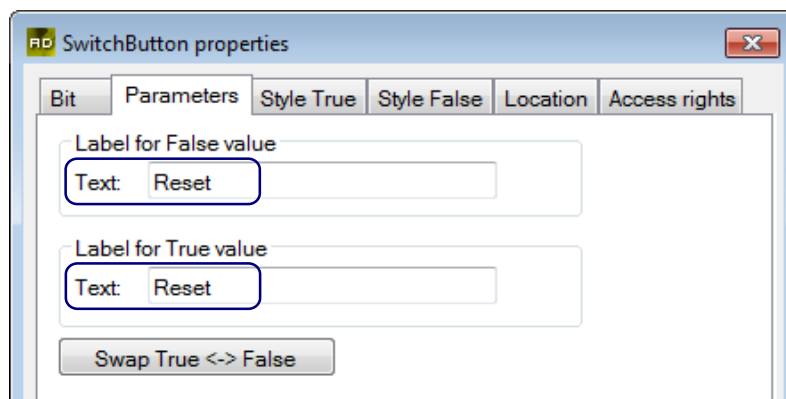 RD SwitchButton properties
Bit Parameters Style True Style False Location Access rights
Label for False value
Text: Reset
Label for True value
Text: Reset
Swap True <-> False